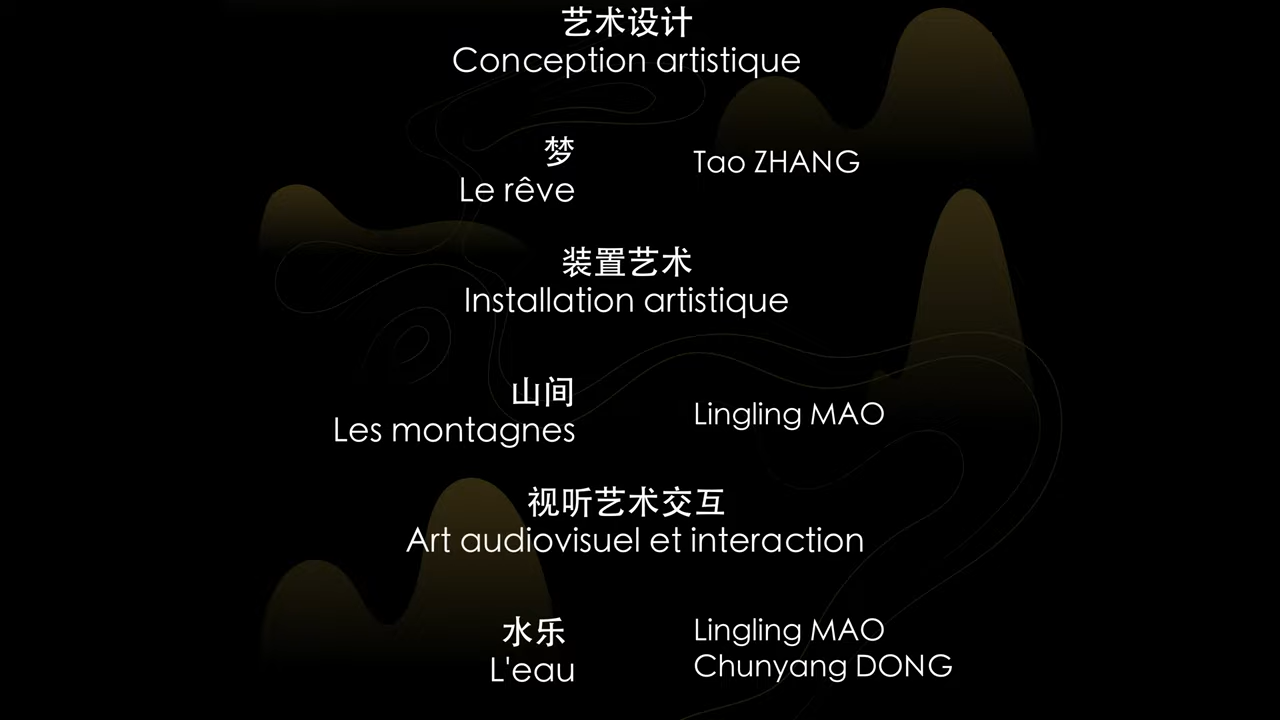 艺术设计
Conception artistique
梦
Le rêve
Tao ZHANG
装置艺术
Installation artistique
山间
Les montagnes
Lingling MAO
视听艺术交互
Art audiovisuel et interaction
水乐
L'eau
Lingling MAO
Chunyang DONG